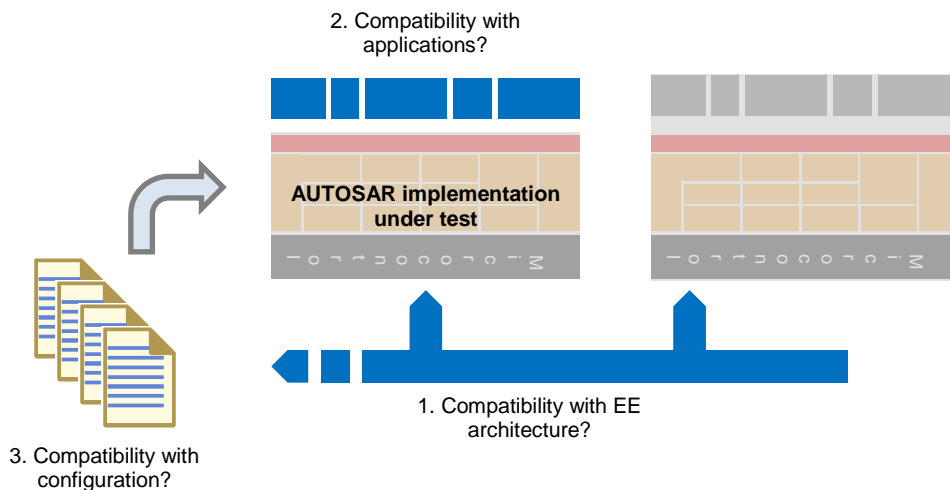 2. Compatibility with
applications?
AUTOSAR implementation
under test
Microcontrol
Microcontrol
1. Compatibility with EE
architecture?
3. Compatibility with
configuration?